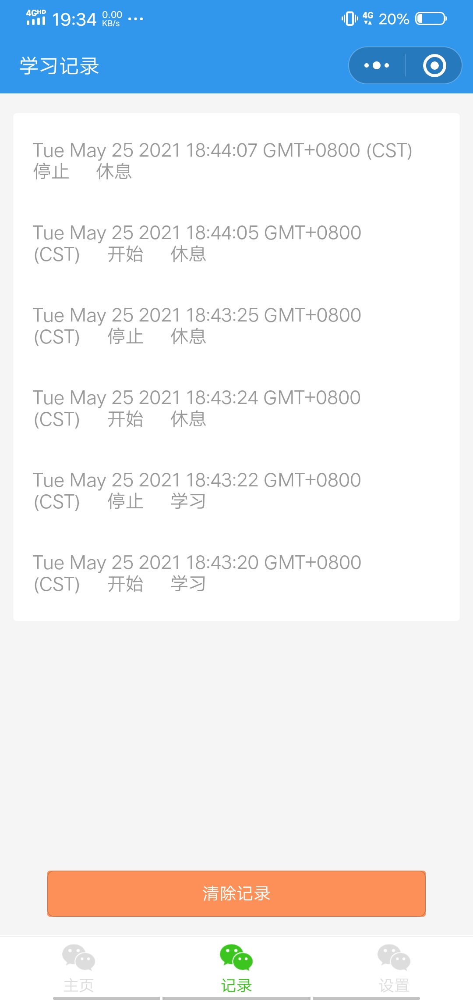 4GHD 19:34 0.00 KB/s ... 4G 20%
学习记录
Tue May 25 2021 18:44:07 GMT+0800 (CST)
停止 休息
Tue May 25 2021 18:44:05 GMT+0800
(CST) 开始 休息
Tue May 25 2021 18:43:25 GMT+0800
(CST) 停止 休息
Tue May 25 2021 18:43:24 GMT+0800
(CST) 开始 休息
Tue May 25 2021 18:43:22 GMT+0800
(CST) 停止 学习
Tue May 25 2021 18:43:20 GMT+0800
(CST) 开始 学习
清除记录
主页 记录 设置